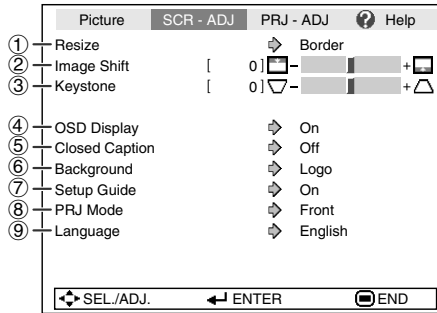 Picture SCR - ADJ PRJ - ADJ ? Help
① Resize Border
② Image Shift [ 0 ] − +
③ Keystone [ 0 ] − +
④ OSD Display On
⑤ Closed Caption Off
⑥ Background Logo
⑦ Setup Guide On
⑧ PRJ Mode Front
⑨ Language English
SEL./ADJ. ENTER END